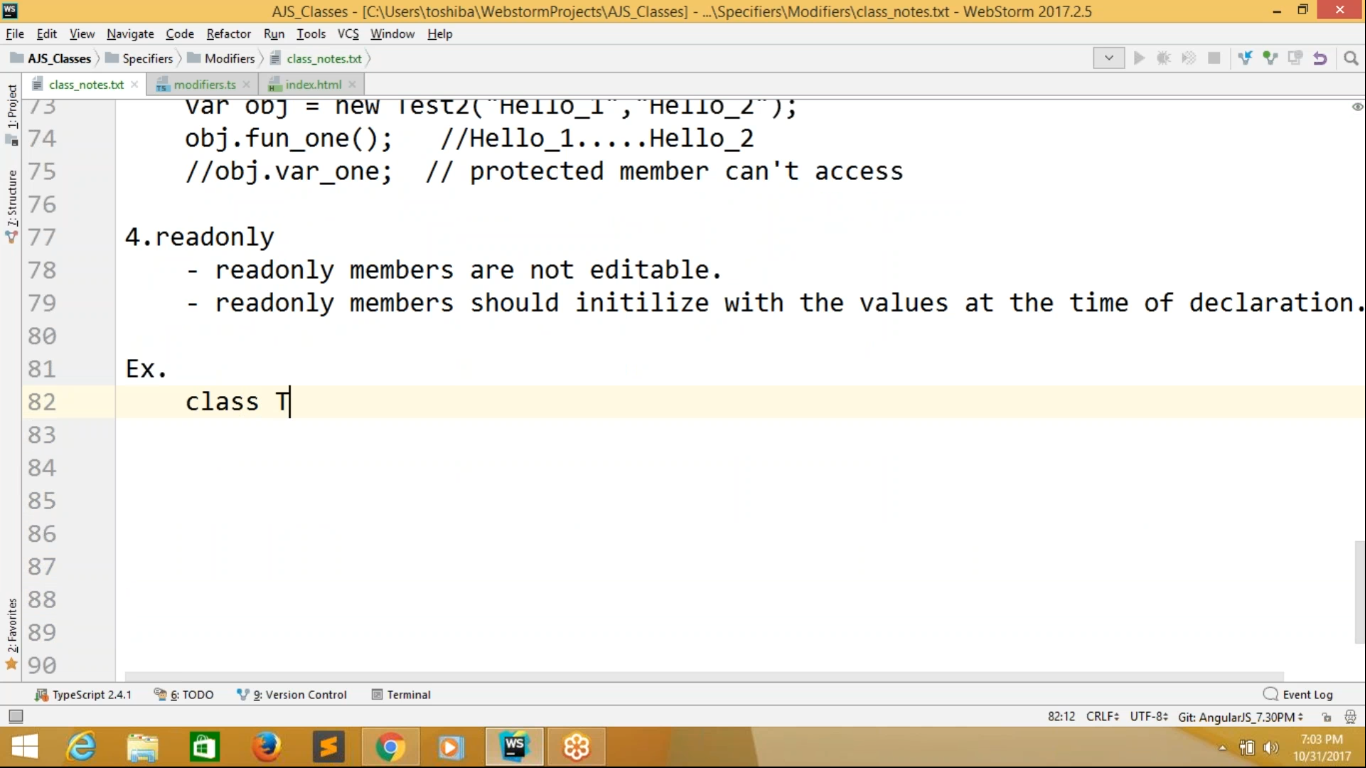 WS
AJS_Classes - [C:\Users\toshiba\WebstormProjects\AJS_Classes] - ...\Specifiers\Modifiers\class_notes.txt - WebStorm 2017.2.5
File Edit View Navigate Code Refactor Run Tools VCS Window Help
AJS_Classes Specifiers Modifiers class_notes.txt
class_notes.txt modifiers.ts index.html
1: Project
7: Structure
2: Favorites
73 var obj = new Test2("Hello_1","Hello_2");
74 obj.fun_one(); //Hello_1.....Hello_2
75 //obj.var_one; // protected member can't access
76
77 4.readonly
78 - readonly members are not editable.
79 - readonly members should initilize with the values at the time of declaration.
80
81 Ex.
82 class T
83
84
85
86
87
88
89
90
TypeScript 2.4.1 6: TODO 9: Version Control Terminal Event Log
82:12 CRLF UTF-8 Git: AngularJS_7.30PM
WS
7:03 PM
10/31/2017